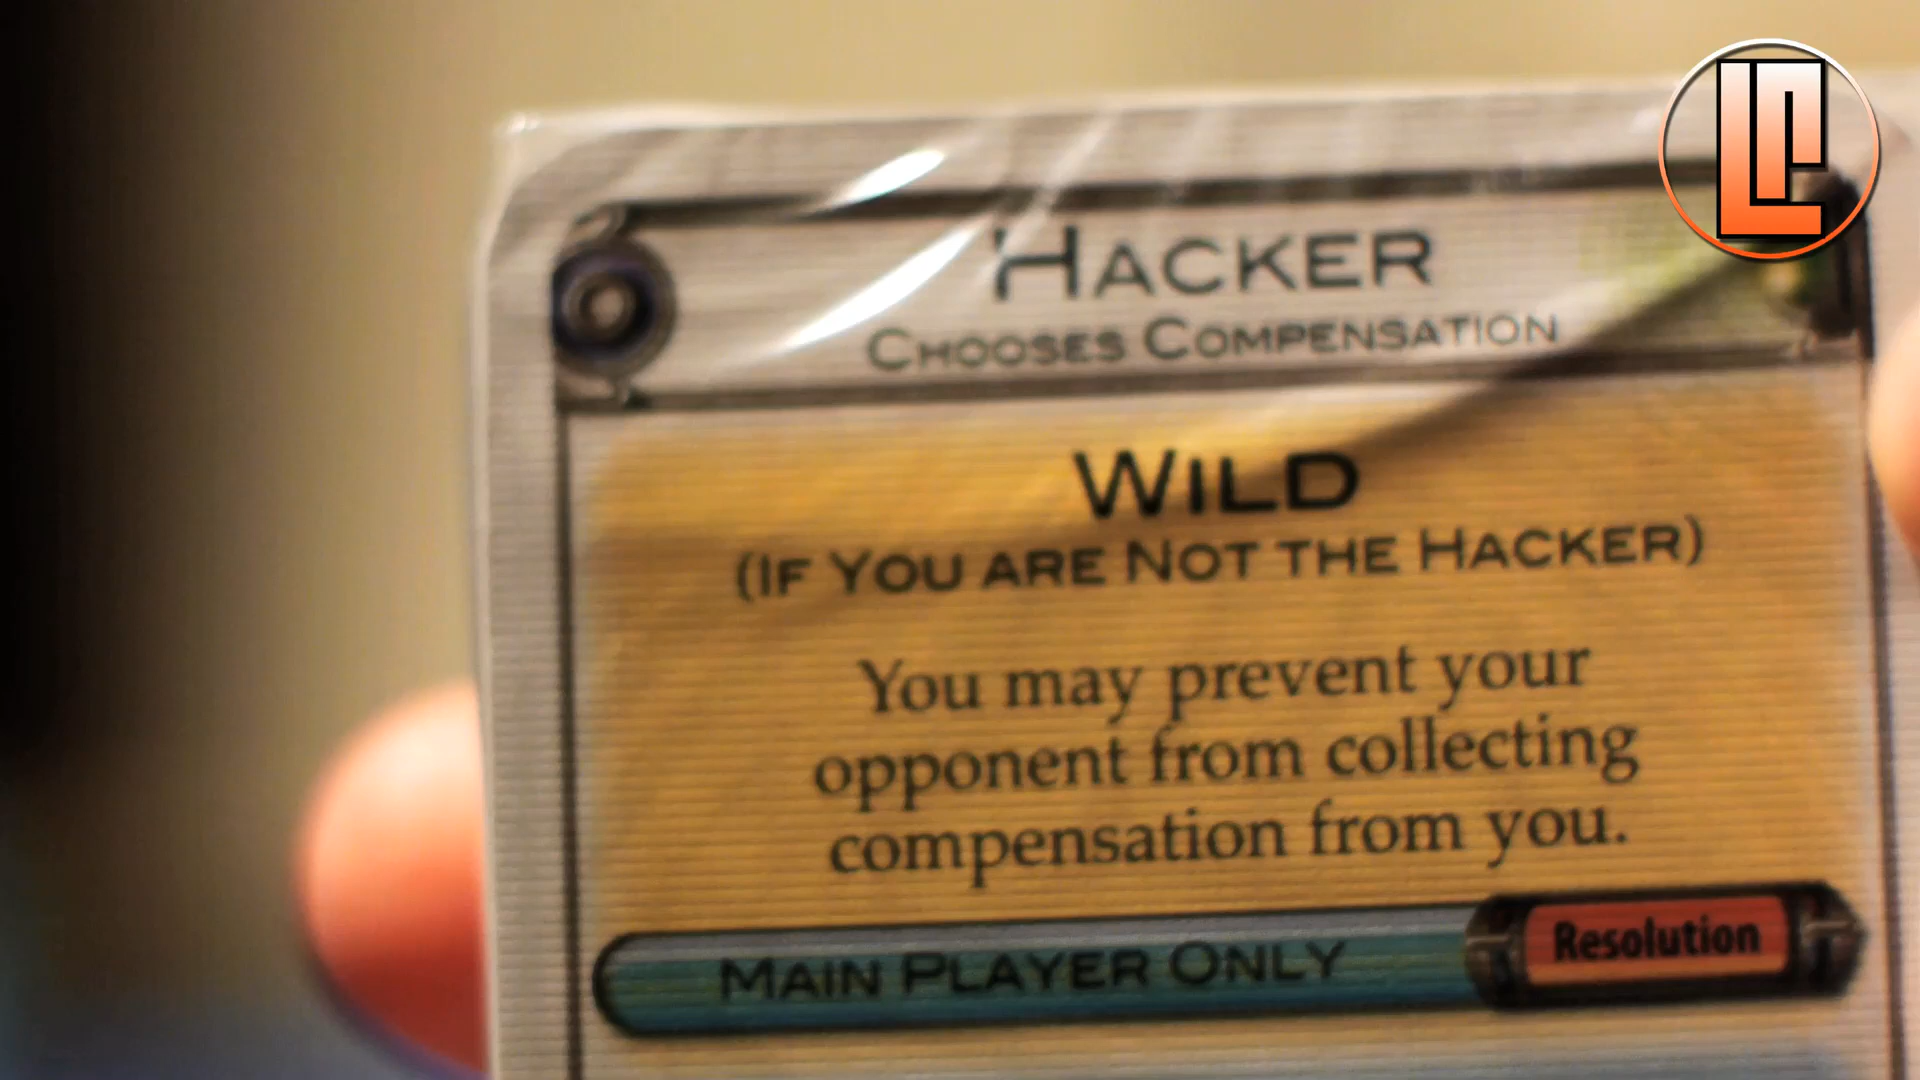 HACKER
CHOOSES COMPENSATION
WILD
(IF YOU ARE NOT THE HACKER)
You may prevent your
opponent from collecting
compensation from you.
MAIN PLAYER ONLY
Resolution